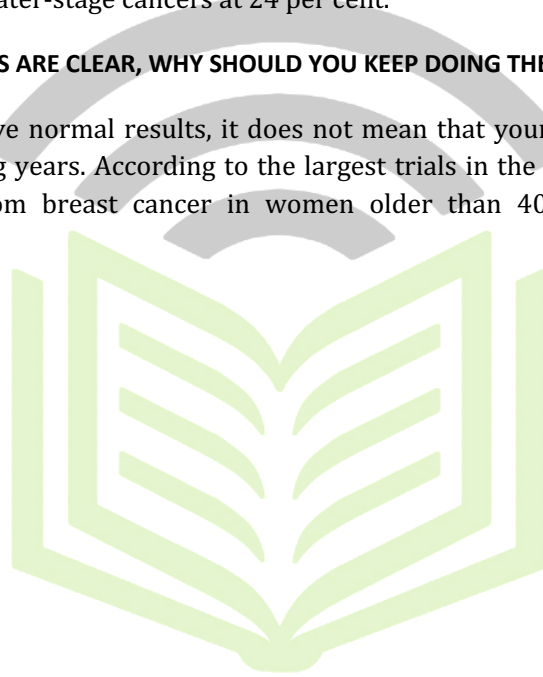 ater-stage cancers at 24 per cent.
S ARE CLEAR, WHY SHOULD YOU KEEP DOING THE
ve normal results, it does not mean that your
g years. According to the largest trials in the
om breast cancer in women older than 40